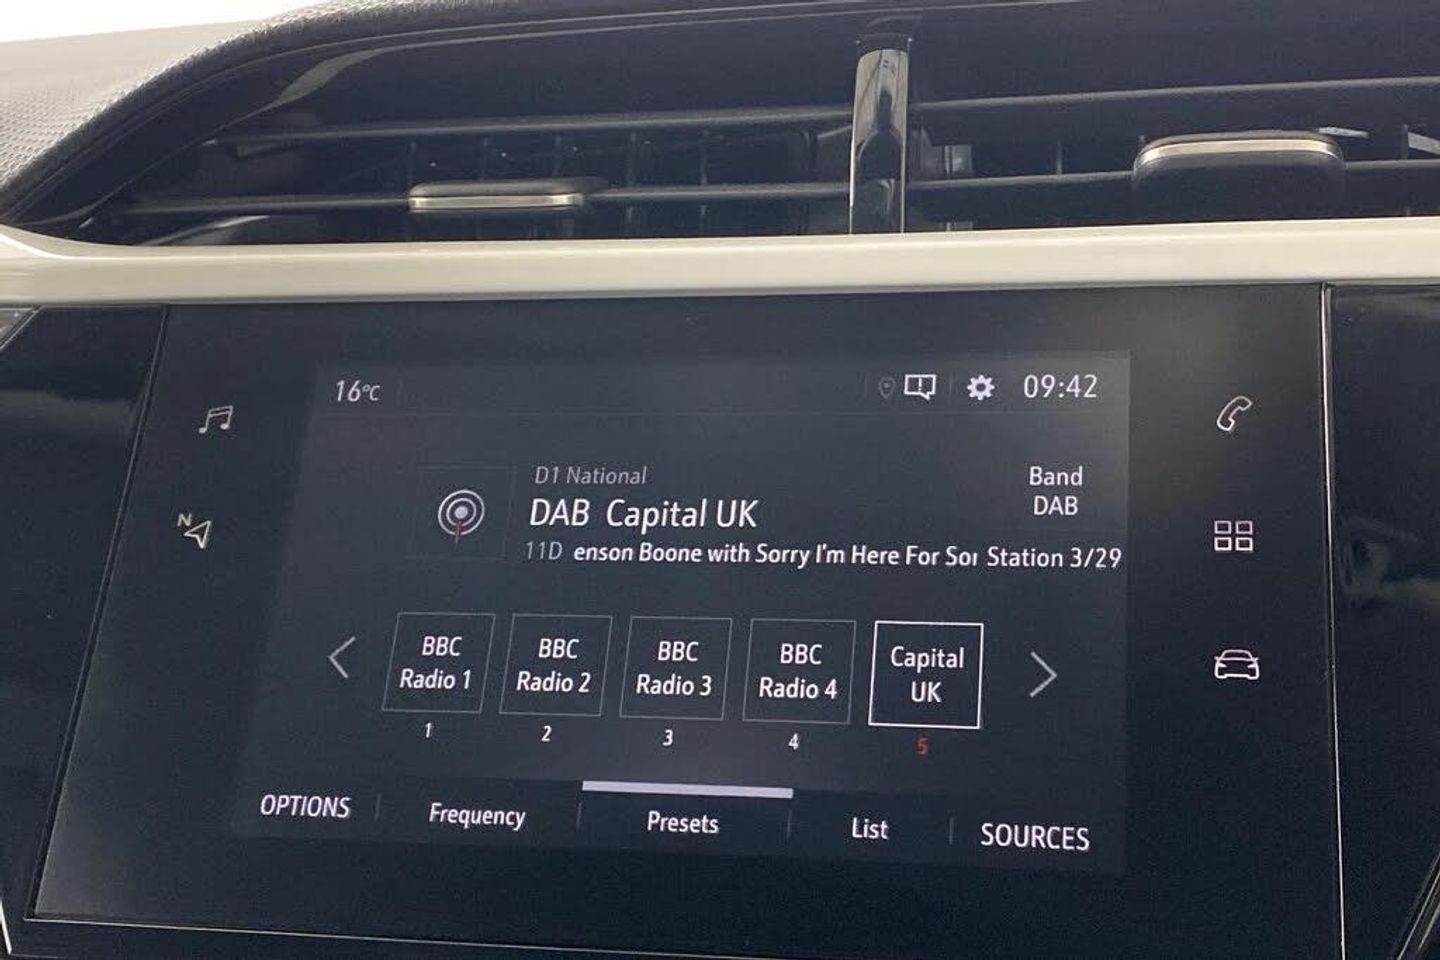 16°C
09:42
N
D1 National
Band
DAB
DAB Capital UK
11D enson Boone with Sorry I'm Here For Sor Station 3/29
BBC Radio 1
BBC Radio 2
BBC Radio 3
BBC Radio 4
Capital UK
1 2 3 4 5
OPTIONS Frequency Presets List SOURCES